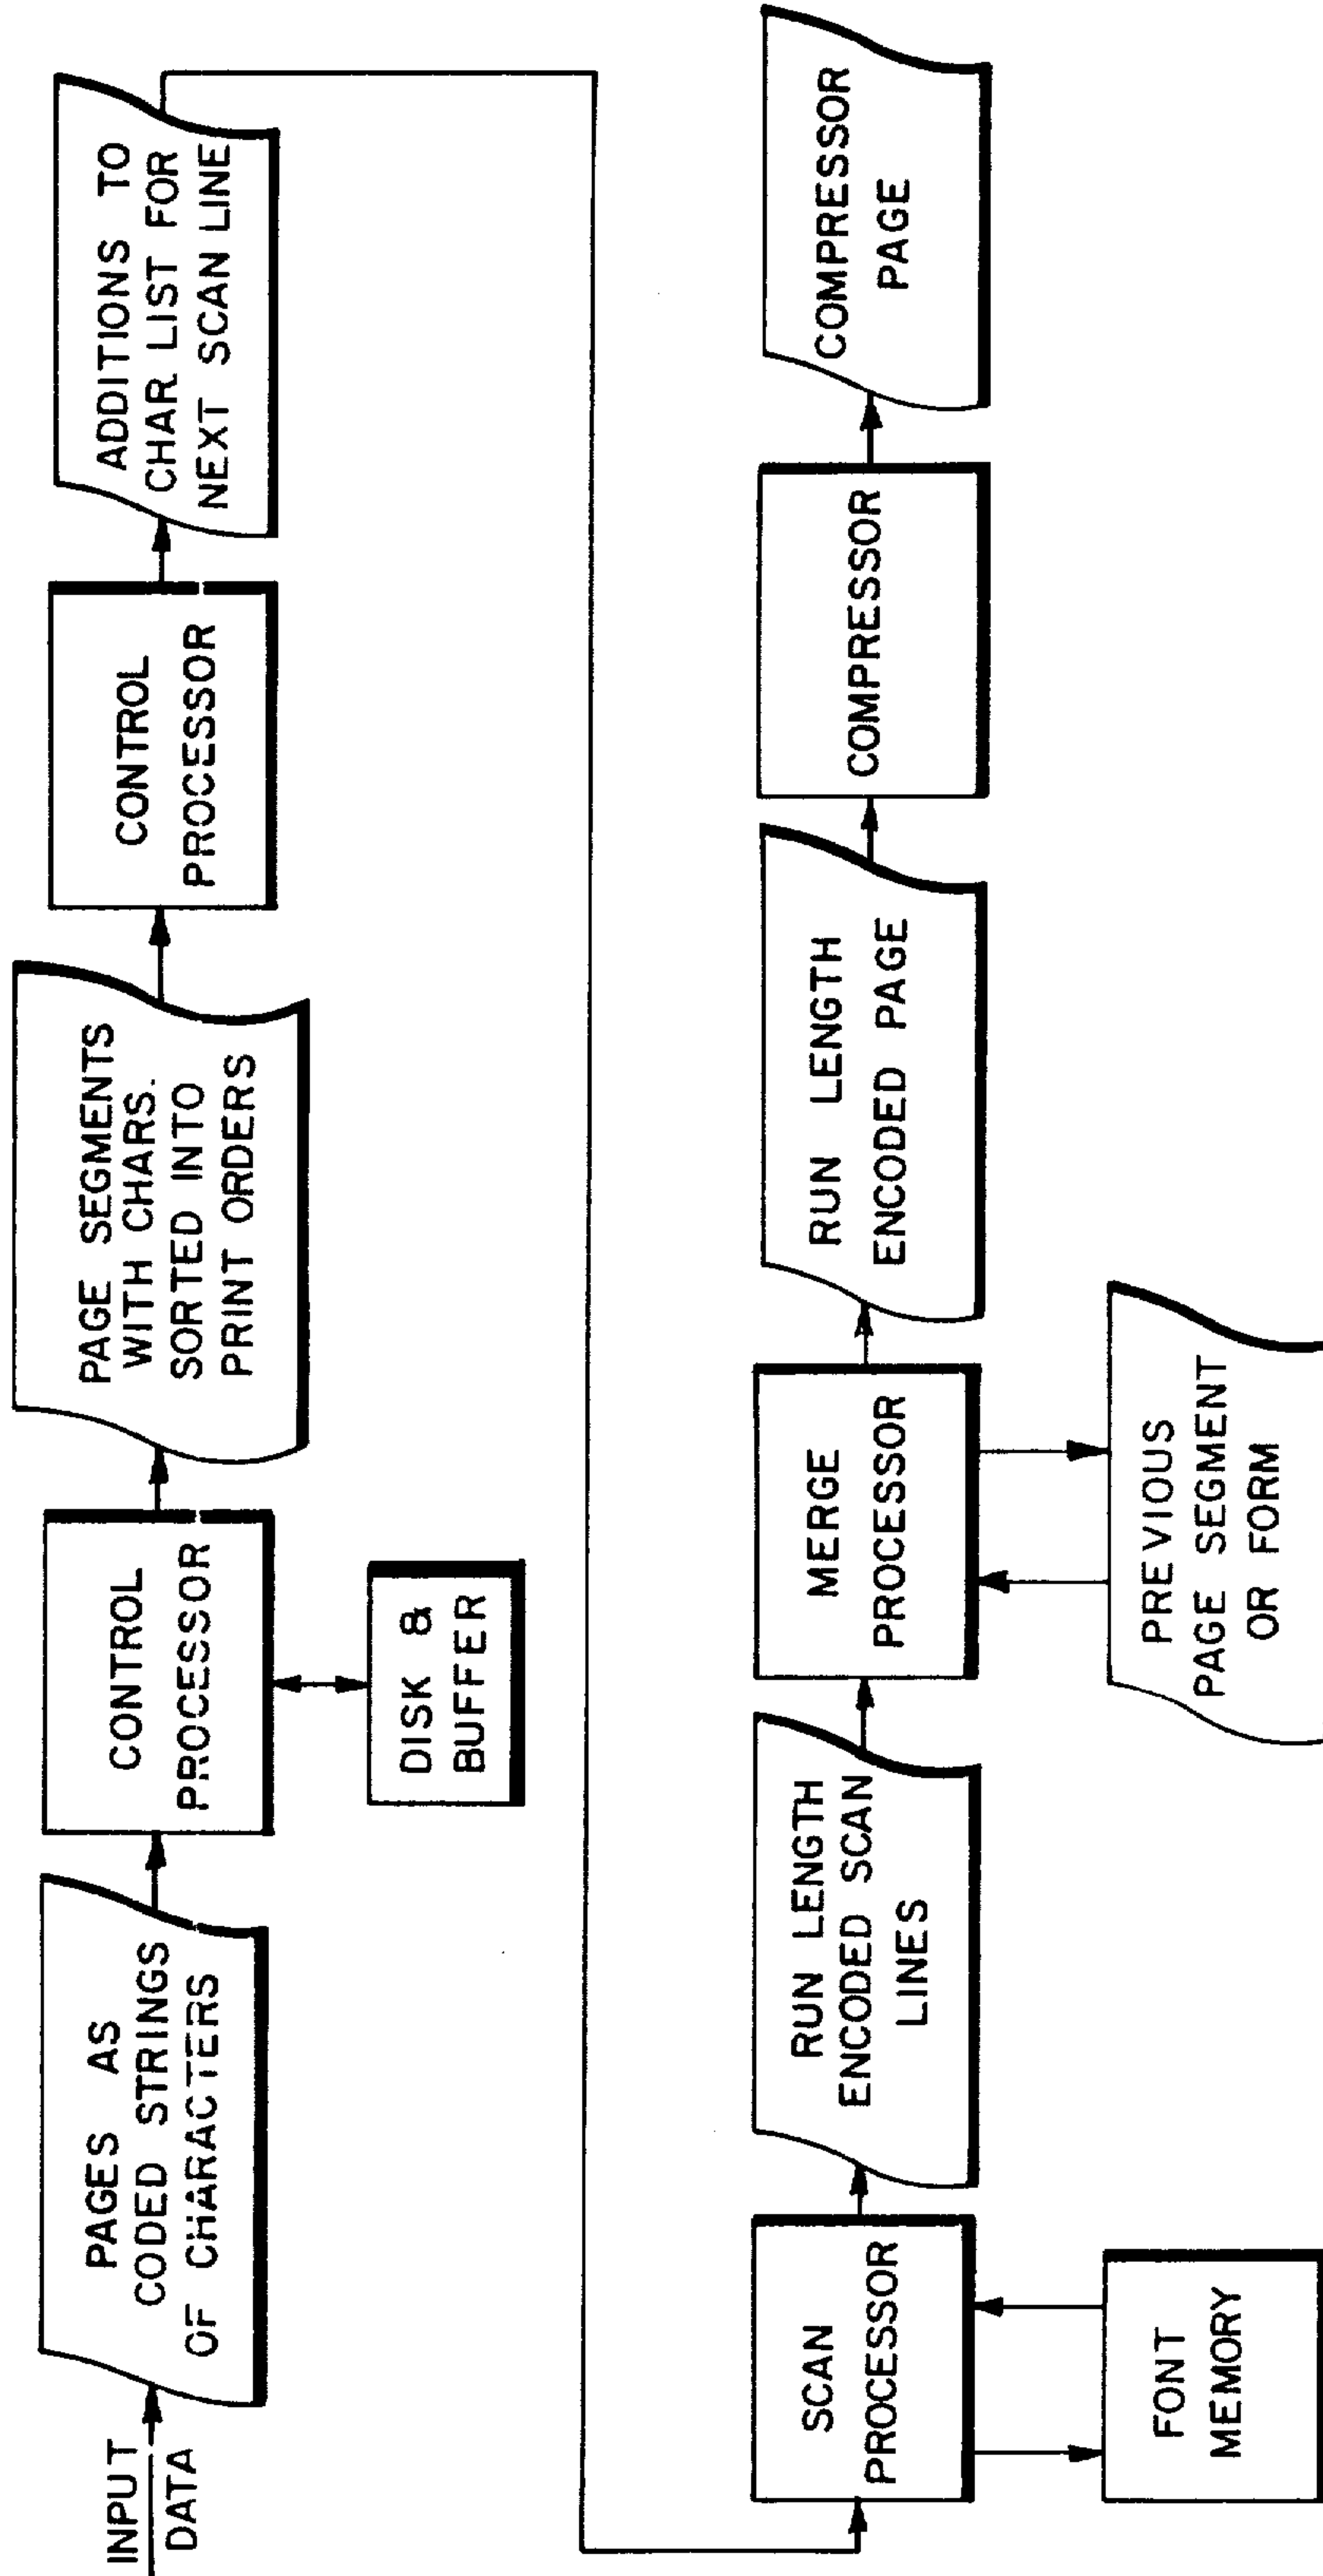 INPUT
DATA
PAGES AS
CODED STRINGS
OF CHARACTERS
CONTROL
PROCESSOR
DISK &
BUFFER
PAGE SEGMENTS
WITH CHARS.
SORTED INTO
PRINT ORDERS
CONTROL
PROCESSOR
ADDITIONS TO
CHAR LIST FOR
NEXT SCAN LINE
SCAN
PROCESSOR
FONT
MEMORY
RUN LENGTH
ENCODED SCAN
LINES
MERGE
PROCESSOR
PREVIOUS
PAGE SEGMENT
OR FORM
RUN LENGTH
ENCODED PAGE
COMPRESSOR
COMPRESSOR
PAGE